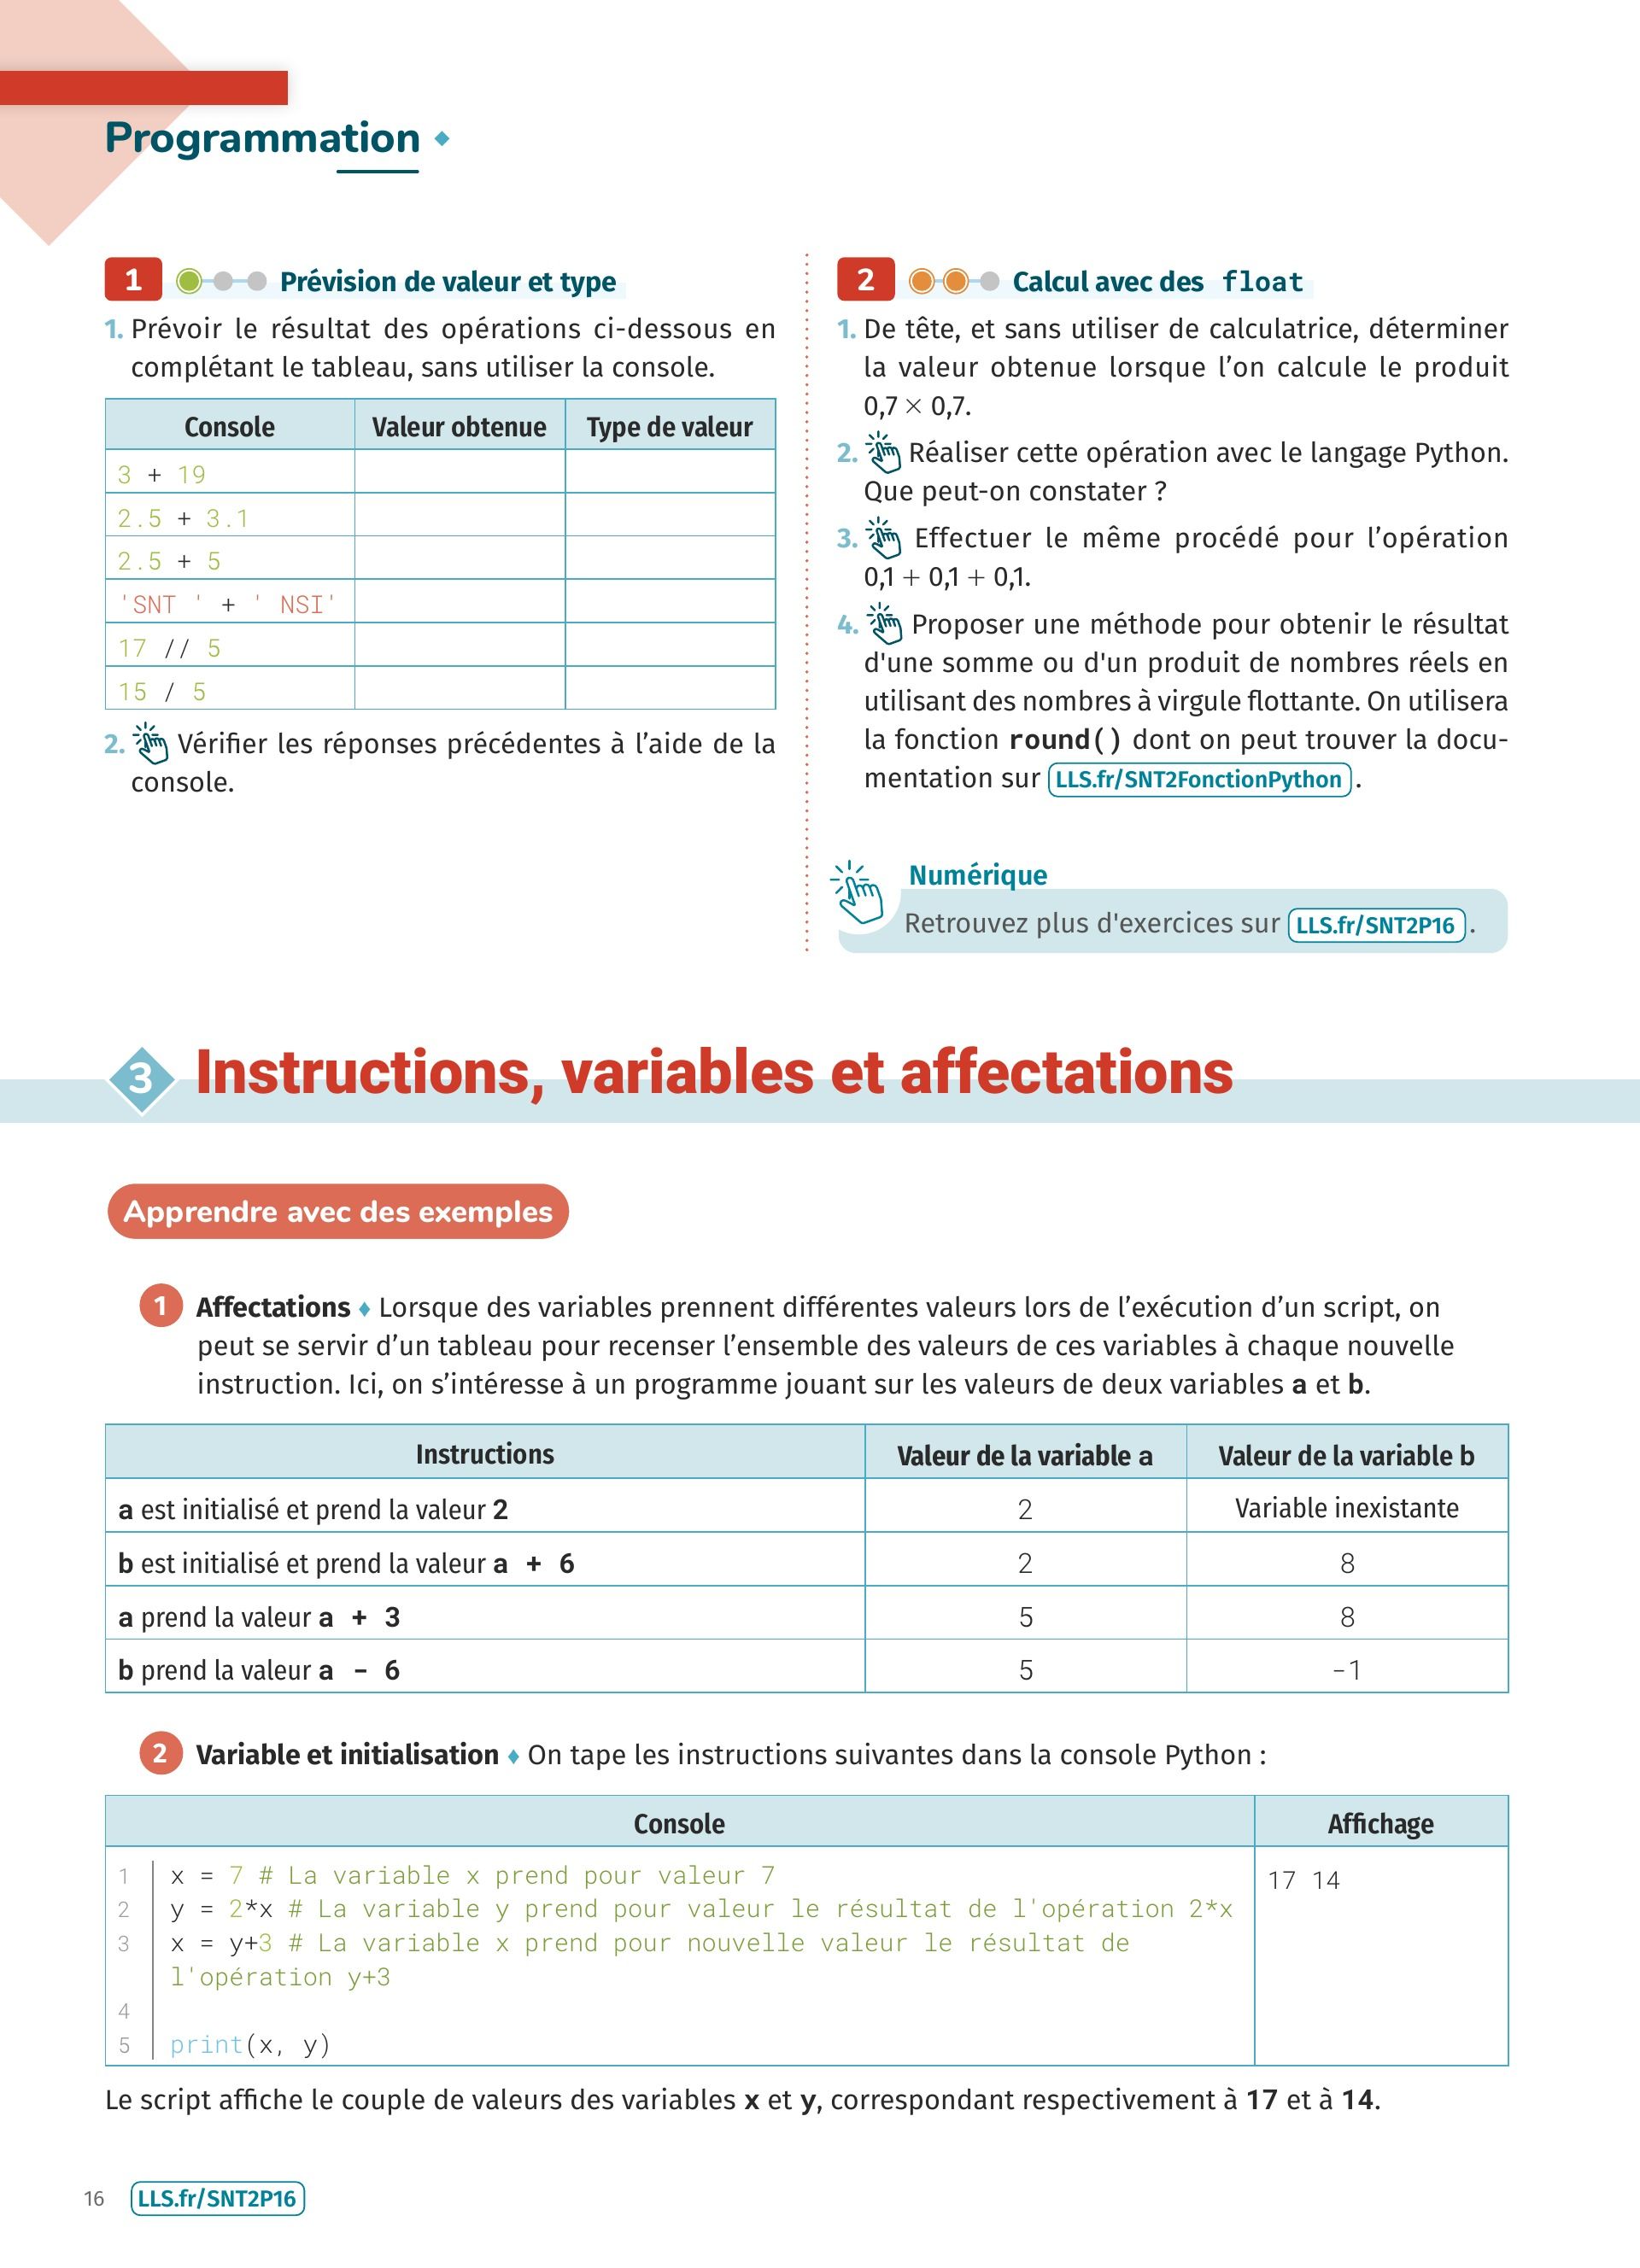 Programmation
1 Prévision de valeur et type
1. Prévoir le résultat des opérations ci-dessous en
complétant le tableau, sans utiliser la console.
Console Valeur obtenue Type de valeur
3 + 19
2.5 + 3.1
2.5 + 5
'SNT ' + ' NSI'
17 // 5
15 / 5
2. Vérifier les réponses précédentes à l’aide de la
console.
2 Calcul avec des float
1. De tête, et sans utiliser de calculatrice, déterminer
la valeur obtenue lorsque l’on calcule le produit
0,7 × 0,7.
2. Réaliser cette opération avec le langage Python.
Que peut-on constater ?
3. Effectuer le même procédé pour l’opération
0,1 + 0,1 + 0,1.
4. Proposer une méthode pour obtenir le résultat
d'une somme ou d'un produit de nombres réels en
utilisant des nombres à virgule flottante. On utilisera
la fonction round() dont on peut trouver la docu-
mentation sur LLS.fr/SNT2FonctionPython .
Numérique
Retrouvez plus d'exercices sur LLS.fr/SNT2P16 .
3 Instructions, variables et affectations
Apprendre avec des exemples
1 Affectations ♦ Lorsque des variables prennent différentes valeurs lors de l’exécution d’un script, on
peut se servir d’un tableau pour recenser l’ensemble des valeurs de ces variables à chaque nouvelle
instruction. Ici, on s’intéresse à un programme jouant sur les valeurs de deux variables a et b.
Instructions Valeur de la variable a Valeur de la variable b
a est initialisé et prend la valeur 2 2 Variable inexistante
b est initialisé et prend la valeur a + 6 2 8
a prend la valeur a + 3 5 8
b prend la valeur a - 6 5 -1
2 Variable et initialisation ♦ On tape les instructions suivantes dans la console Python :
Console Affichage
1 x = 7 # La variable x prend pour valeur 7 17 14
2 y = 2*x # La variable y prend pour valeur le résultat de l'opération 2*x
3 x = y+3 # La variable x prend pour nouvelle valeur le résultat de
l'opération y+3
4
5 print(x, y)
Le script affiche le couple de valeurs des variables x et y, correspondant respectivement à 17 et à 14.
16 LLS.fr/SNT2P16